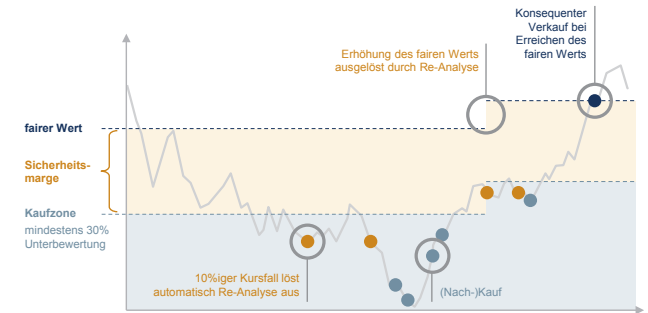 Konsequenter
Verkauf bei
Erreichen des
fairen Werts
Erhöhung des fairen Werts
ausgelöst durch Re-Analyse
fairer Wert
Sicherheits-
marge
Kaufzone
mindestens 30%
Unterbewertung
10%iger Kursfall löst
automatisch Re-Analyse aus
(Nach-)Kauf